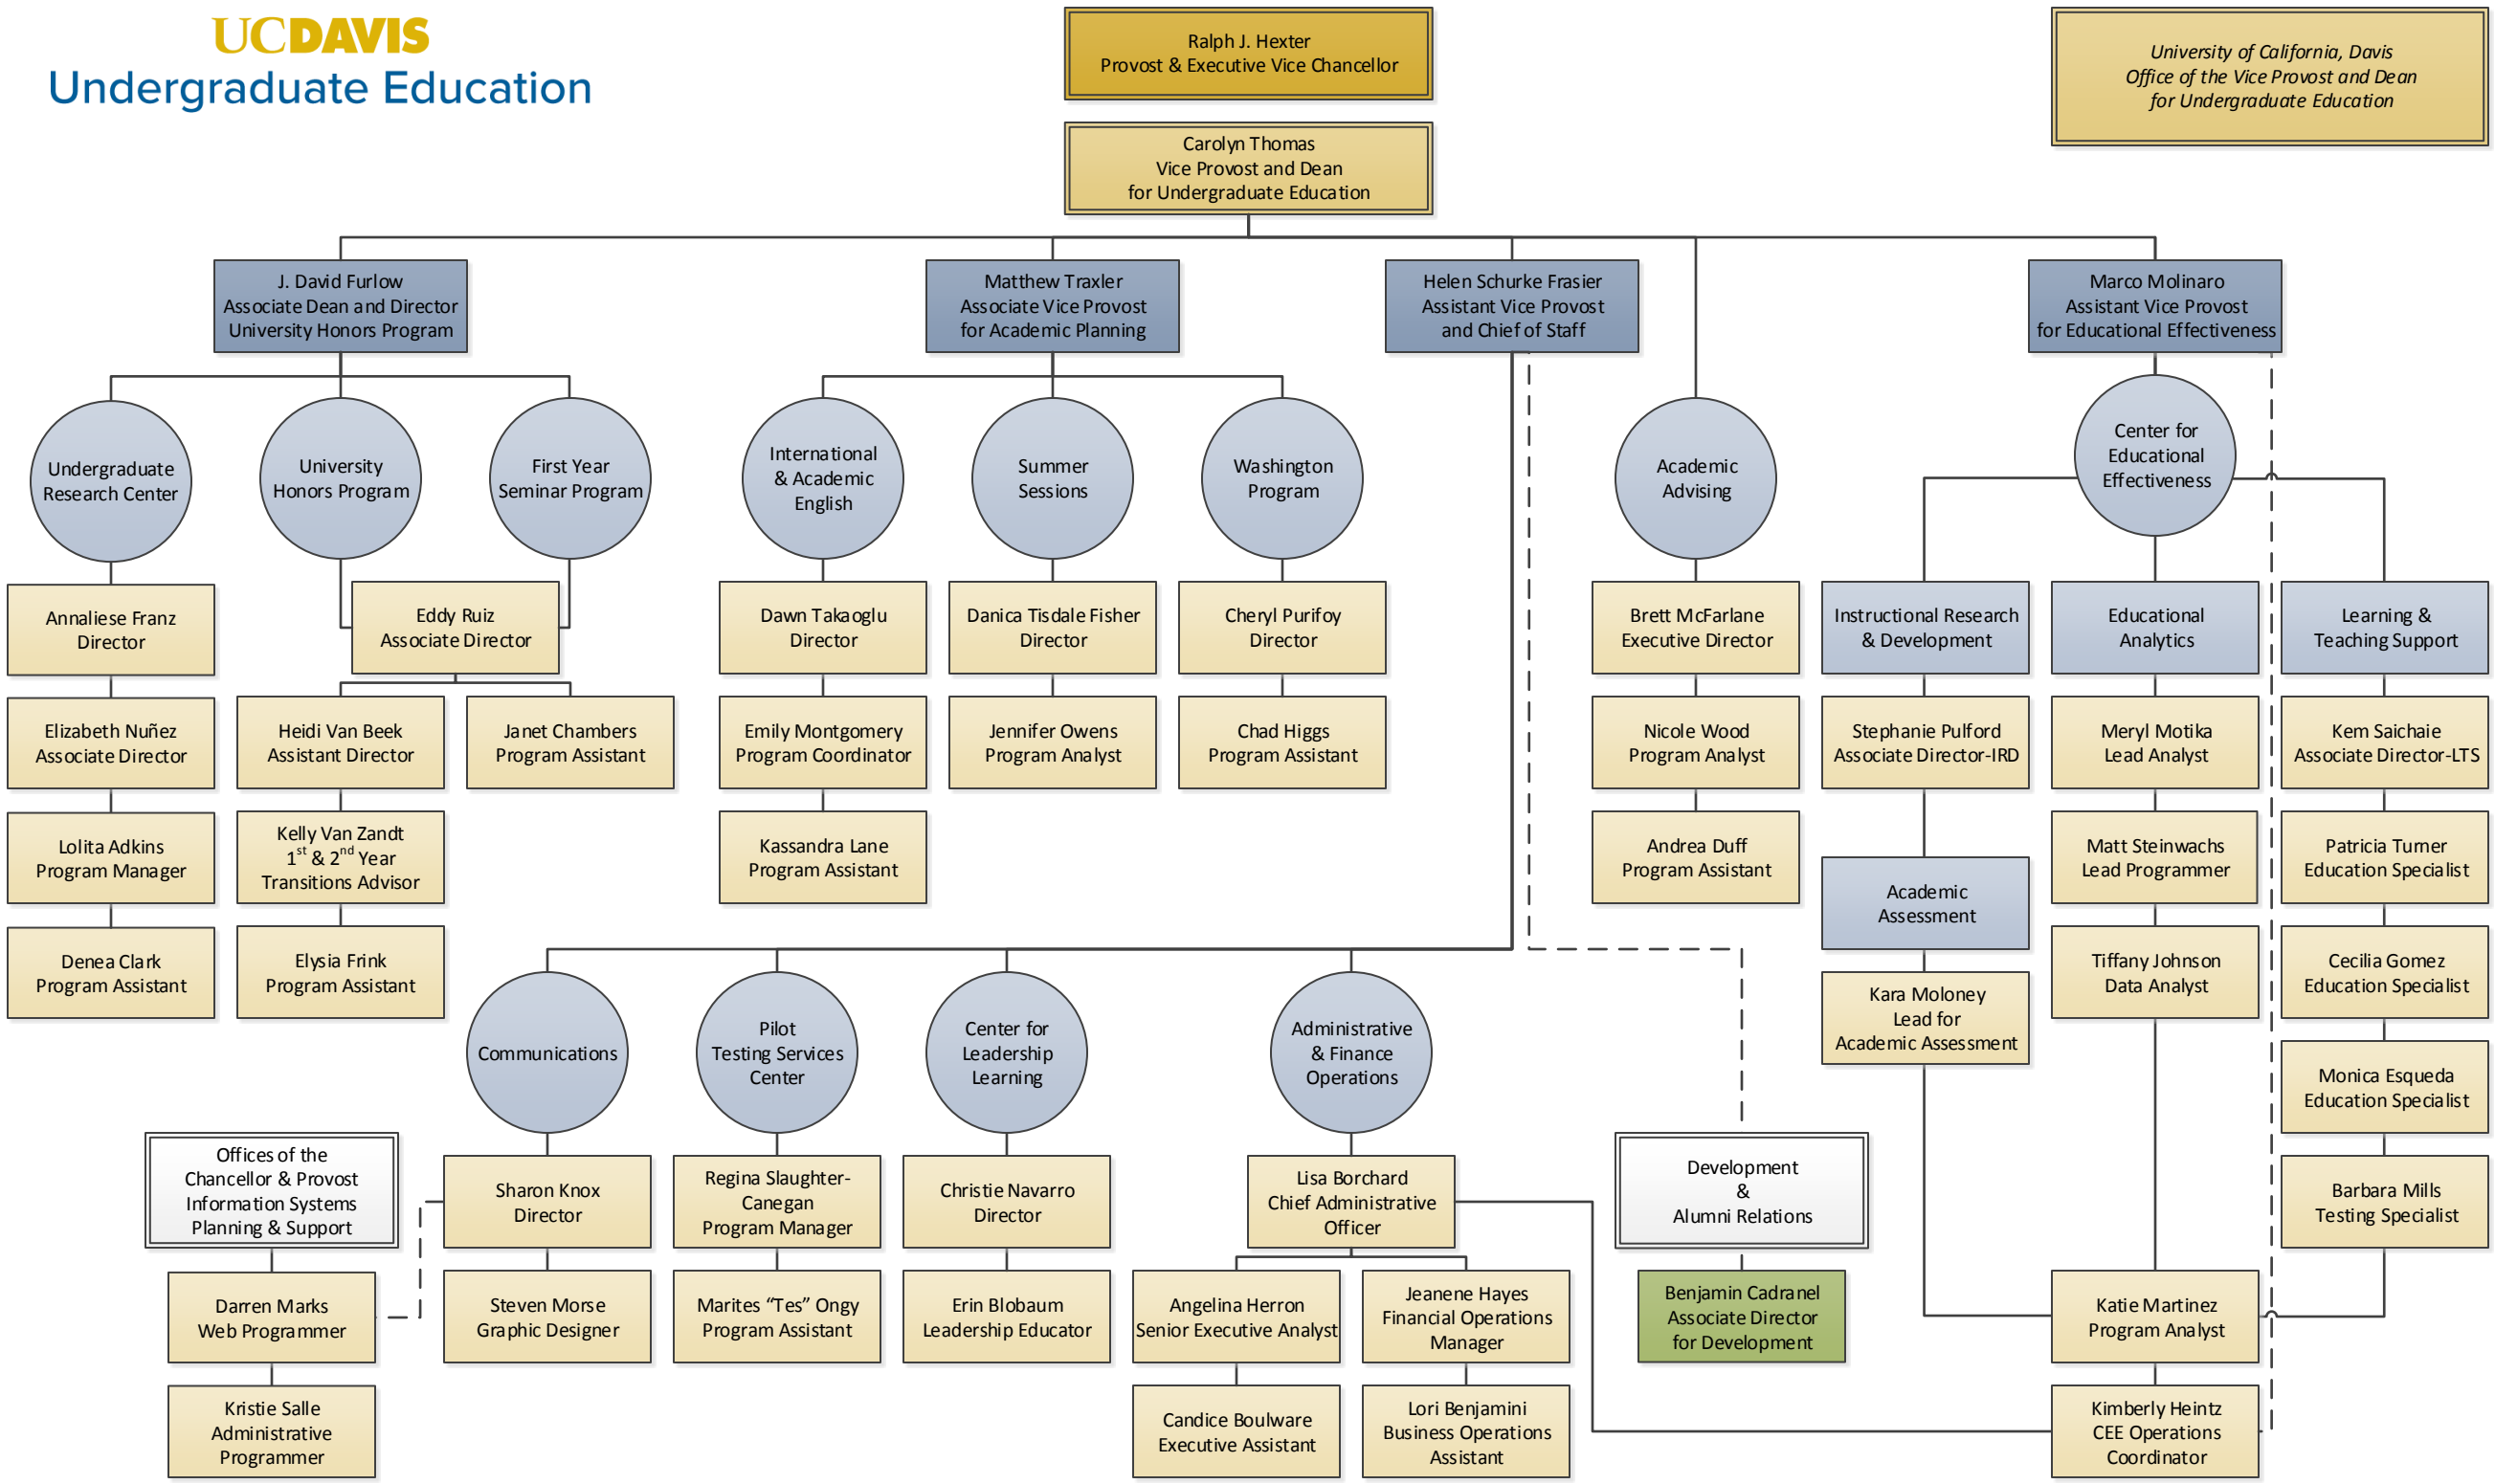 UCDAVIS
Undergraduate Education
Ralph J. Hexter
Provost & Executive Vice Chancellor
University of California, Davis
Office of the Vice Provost and Dean
for Undergraduate Education
Carolyn Thomas
Vice Provost and Dean
for Undergraduate Education
J. David Furlow
Associate Dean and Director
University Honors Program
Matthew Traxler
Associate Vice Provost
for Academic Planning
Helen Schurke Frasier
Assistant Vice Provost
and Chief of Staff
Marco Molinaro
Assistant Vice Provost
for Educational Effectiveness
Undergraduate
Research Center
University
Honors Program
First Year
Seminar Program
International
& Academic
English
Summer
Sessions
Washington
Program
Academic
Advising
Center for
Educational
Effectiveness
Annaliese Franz
Director
Eddy Ruiz
Associate Director
Dawn Takaoglu
Director
Danica Tisdale Fisher
Director
Cheryl Purifoy
Director
Brett McFarlane
Executive Director
Instructional Research
& Development
Educational
Analytics
Learning &
Teaching Support
Elizabeth Nuñez
Associate Director
Heidi Van Beek
Assistant Director
Janet Chambers
Program Assistant
Emily Montgomery
Program Coordinator
Jennifer Owens
Program Analyst
Chad Higgs
Program Assistant
Nicole Wood
Program Analyst
Stephanie Pulford
Associate Director-IRD
Meryl Motika
Lead Analyst
Kem Saichaie
Associate Director-LTS
Lolita Adkins
Program Manager
Kelly Van Zandt
1st & 2nd Year
Transitions Advisor
Kassandra Lane
Program Assistant
Andrea Duff
Program Assistant
Academic
Assessment
Matt Steinwachs
Lead Programmer
Patricia Turner
Education Specialist
Denea Clark
Program Assistant
Elysia Frink
Program Assistant
Kara Moloney
Lead for
Academic Assessment
Tiffany Johnson
Data Analyst
Cecilia Gomez
Education Specialist
Communications
Pilot
Testing Services
Center
Center for
Leadership
Learning
Administrative
& Finance
Operations
Monica Esqueda
Education Specialist
Offices of the
Chancellor & Provost
Information Systems
Planning & Support
Sharon Knox
Director
Regina Slaughter-
Canegan
Program Manager
Christie Navarro
Director
Lisa Borchard
Chief Administrative
Officer
Development
&
Alumni Relations
Barbara Mills
Testing Specialist
Darren Marks
Web Programmer
Steven Morse
Graphic Designer
Marites “Tes” Ongy
Program Assistant
Erin Blobaum
Leadership Educator
Angelina Herron
Senior Executive Analyst
Jeanene Hayes
Financial Operations
Manager
Benjamin Cadranel
Associate Director
for Development
Katie Martinez
Program Analyst
Kristie Salle
Administrative
Programmer
Candice Boulware
Executive Assistant
Lori Benjamini
Business Operations
Assistant
Kimberly Heintz
CEE Operations
Coordinator